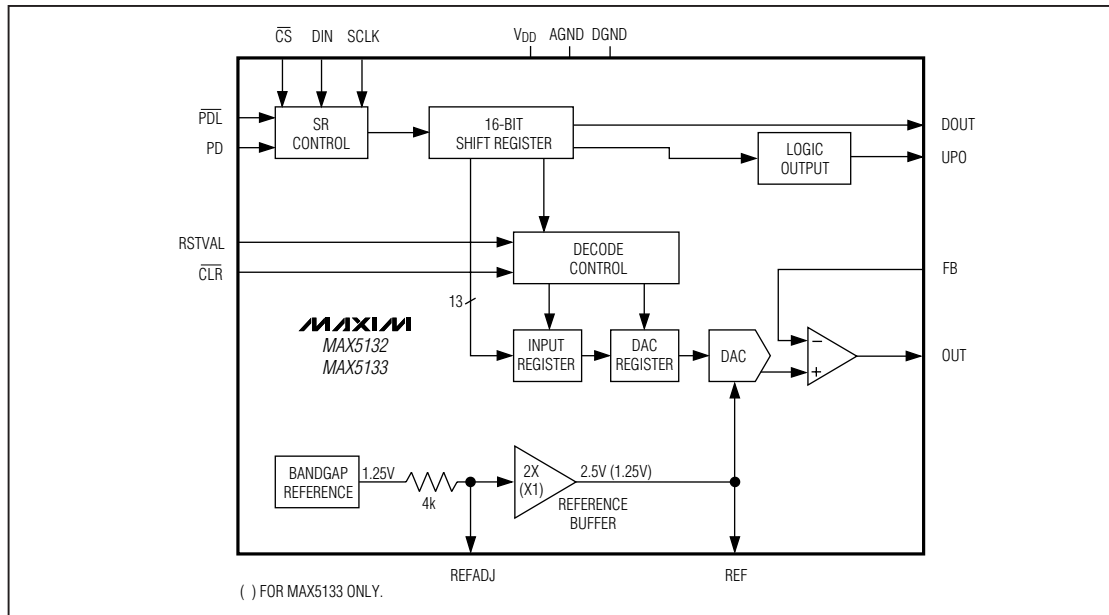 CS DIN SCLK VDD AGND DGND
PDL
PD
SR
CONTROL
16-BIT
SHIFT REGISTER
LOGIC
OUTPUT
DOUT
UPO
RSTVAL
CLR
DECODE
CONTROL
FB
13
MAXIM
MAX5132
MAX5133
INPUT
REGISTER
DAC
REGISTER
DAC
−
+
OUT
BANDGAP
REFERENCE
1.25V
4k
2X
(X1)
2.5V (1.25V)
REFERENCE
BUFFER
REFADJ REF
( ) FOR MAX5133 ONLY.